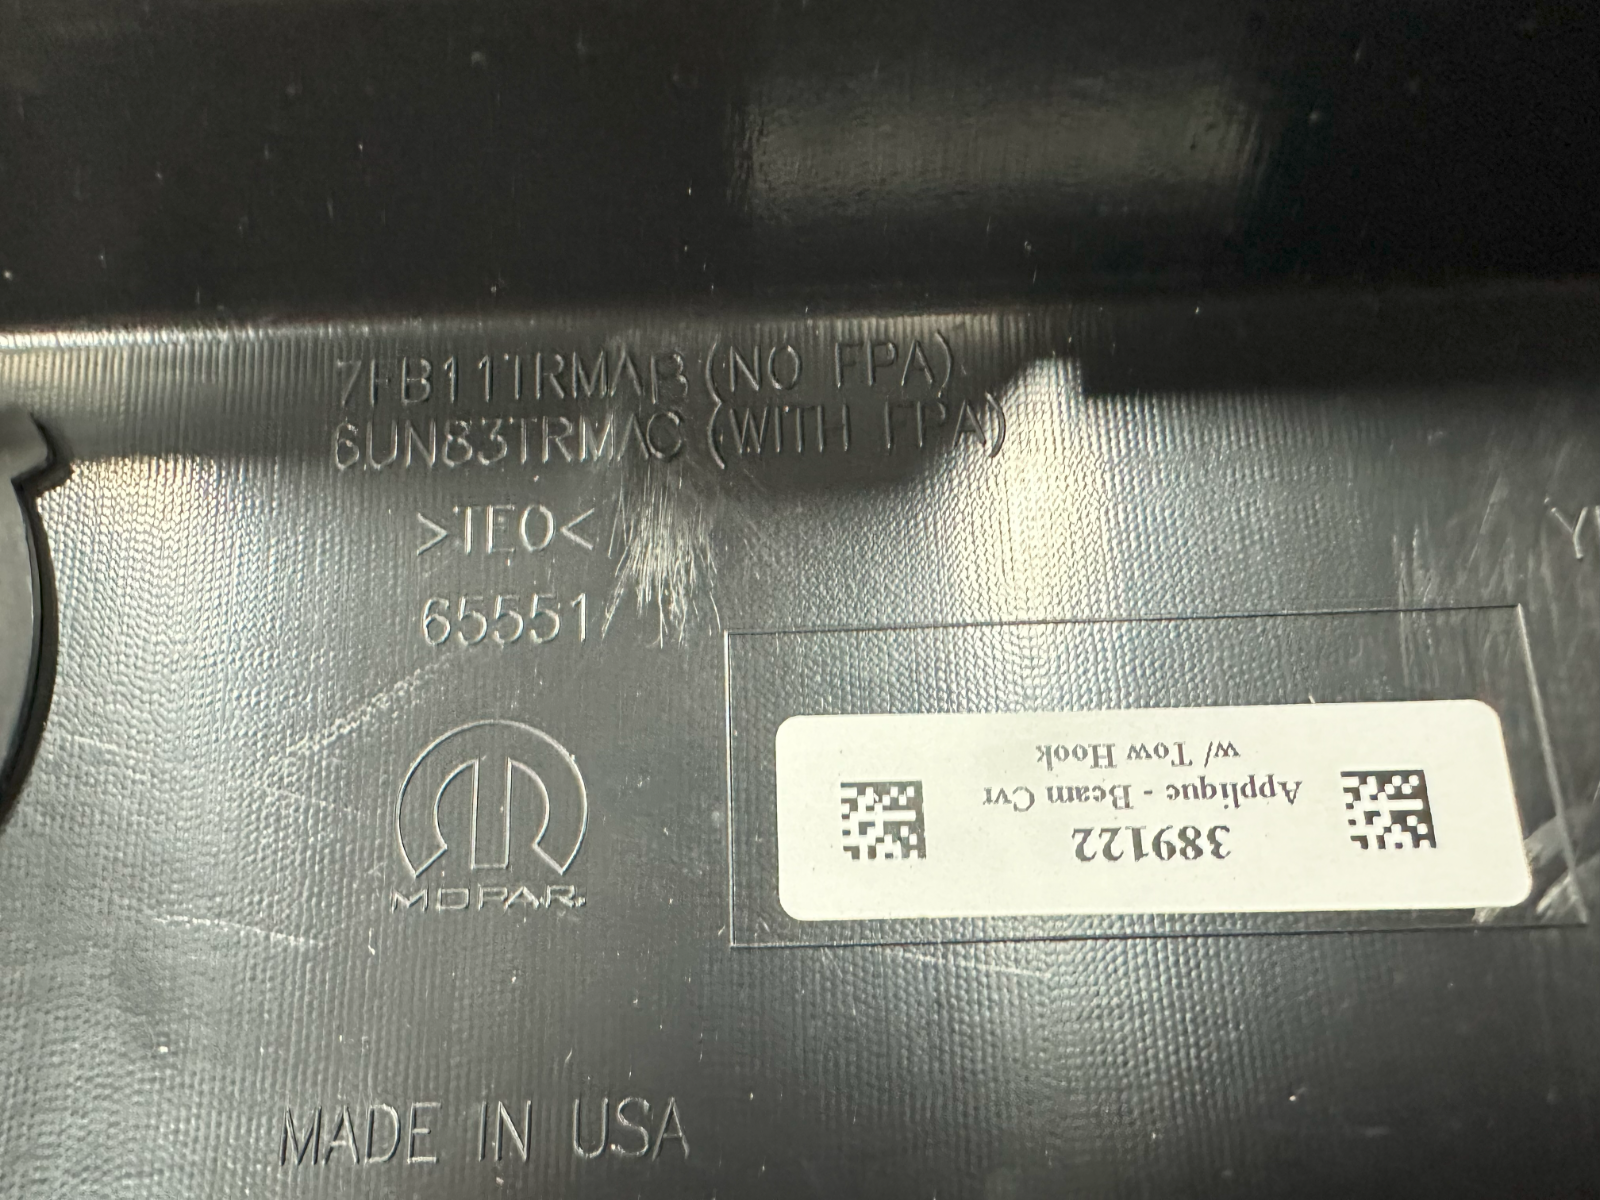 7FB11TRMAB (NO FPA)
6UN83TRMAC (WITH FPA)
>TEO<
65551
MOPAR
MADE IN USA
389122
Applique - Beam Cvr
w/ Tow Hook